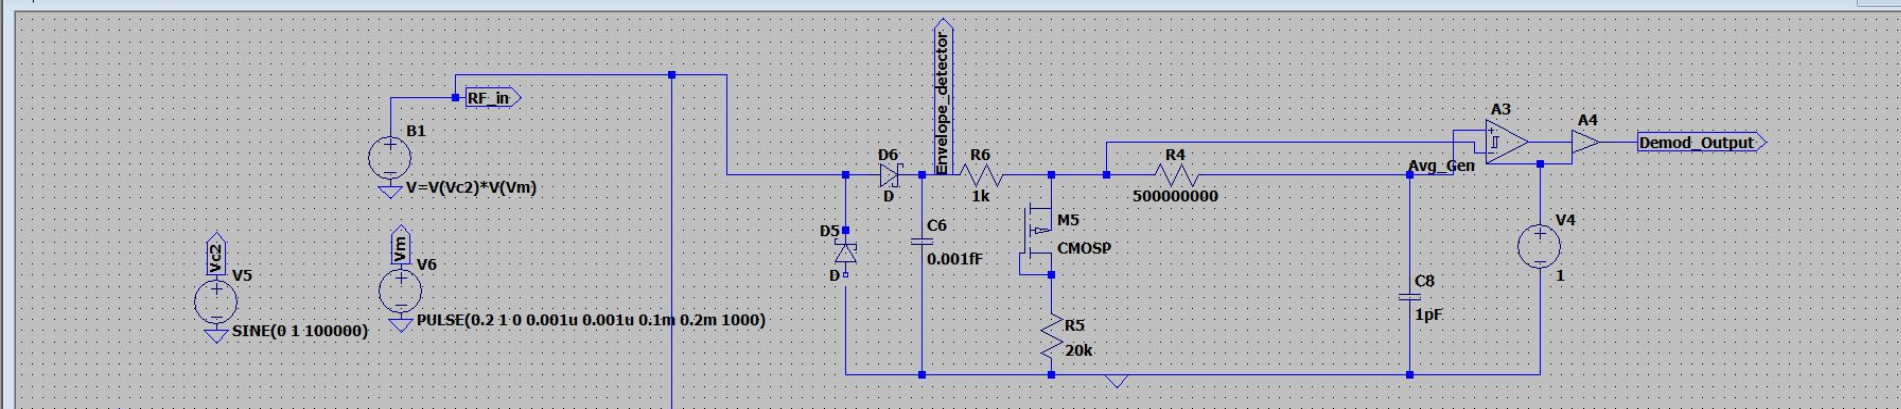 Envelope_detector
RF_in
B1
V=V(Vc2)*V(Vm)
Vc2
V5
SINE(0 1 100000)
Vm
V6
PULSE(0.2 1 0 0.001u 0.001u 0.1m 0.2m 1000)
D6
D
D5
D
C6
0.001fF
R6
1k
M5
CMOSP
R5
20k
R4
500000000
Avg_Gen
C8
1pF
A3
A4
Demod_Output
V4
1